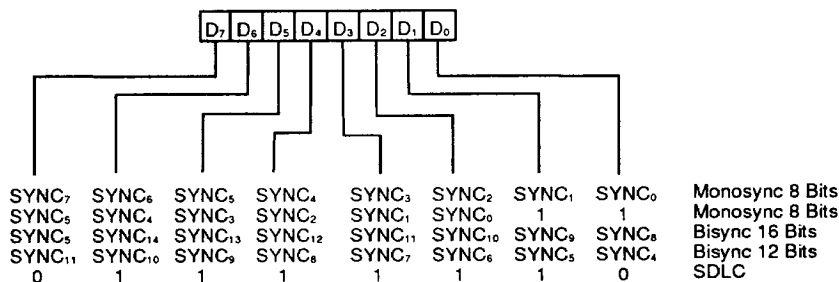 D₇ D₆ D₅ D₄ D₃ D₂ D₁ D₀
SYNC₇ SYNC₆ SYNC₅ SYNC₄ SYNC₃ SYNC₂ SYNC₁ SYNC₀ Monosync 8 Bits
SYNC₅ SYNC₄ SYNC₃ SYNC₂ SYNC₁ SYNC₀ 1 1 Monosync 8 Bits
SYNC₅ SYNC₁₄ SYNC₁₃ SYNC₁₂ SYNC₁₁ SYNC₁₀ SYNC₉ SYNC₈ Bisync 16 Bits
SYNC₁₁ SYNC₁₀ SYNC₉ SYNC₈ SYNC₇ SYNC₆ SYNC₅ SYNC₄ Bisync 12 Bits
0 1 1 1 1 1 1 0 SDLC